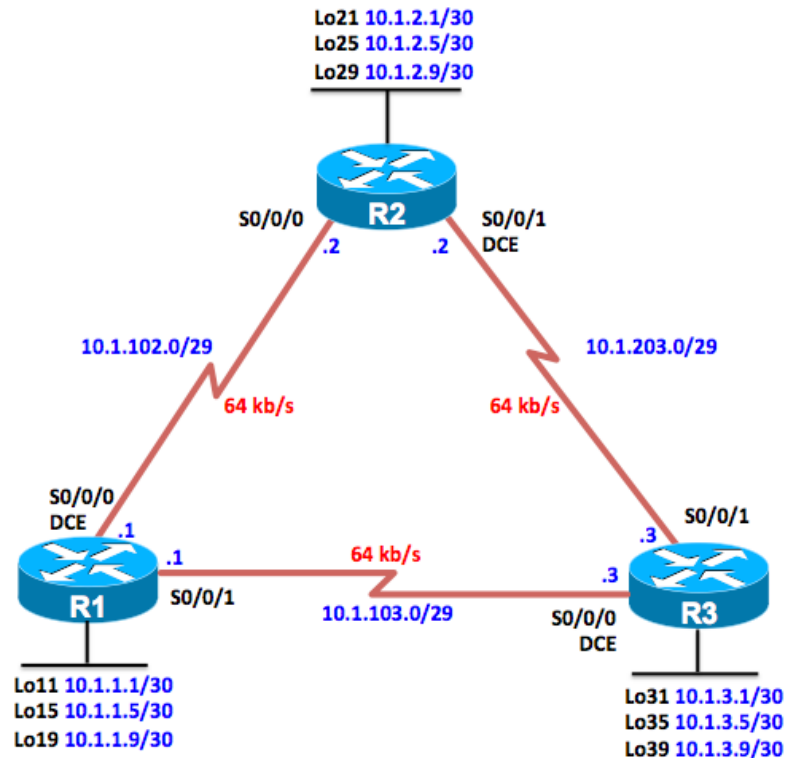 Lo21 10.1.2.1/30
Lo25 10.1.2.5/30
Lo29 10.1.2.9/30
R2
S0/0/0
S0/0/1
DCE
.2
.2
10.1.102.0/29
10.1.203.0/29
64 kb/s
64 kb/s
S0/0/0
DCE
.1
.1
S0/0/1
.3
64 kb/s
.3
R1
S0/0/1
10.1.103.0/29
S0/0/0
DCE
R3
Lo11 10.1.1.1/30
Lo15 10.1.1.5/30
Lo19 10.1.1.9/30
Lo31 10.1.3.1/30
Lo35 10.1.3.5/30
Lo39 10.1.3.9/30